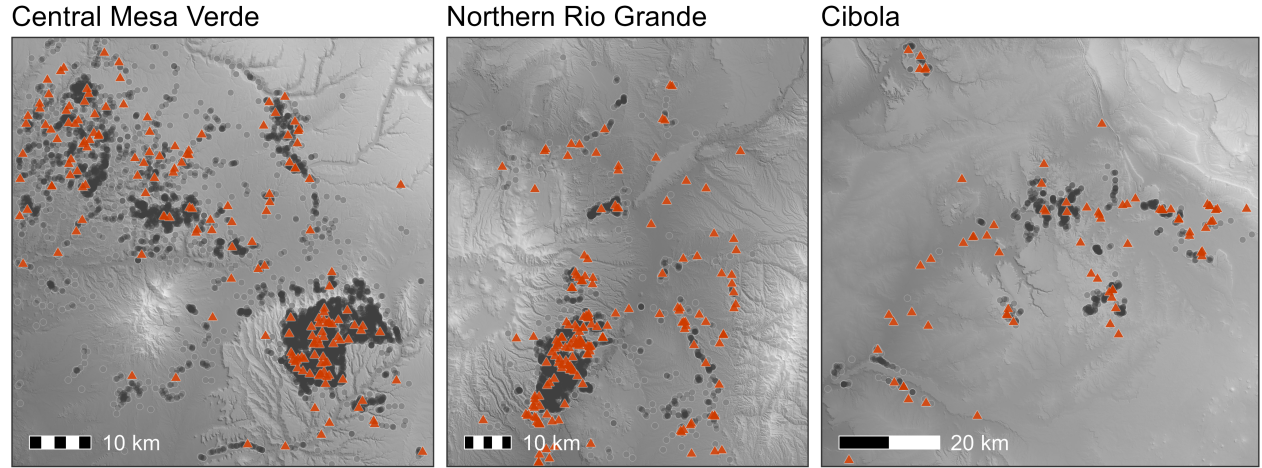 Central Mesa Verde
Northern Rio Grande
Cibola
10 km
10 km
20 km